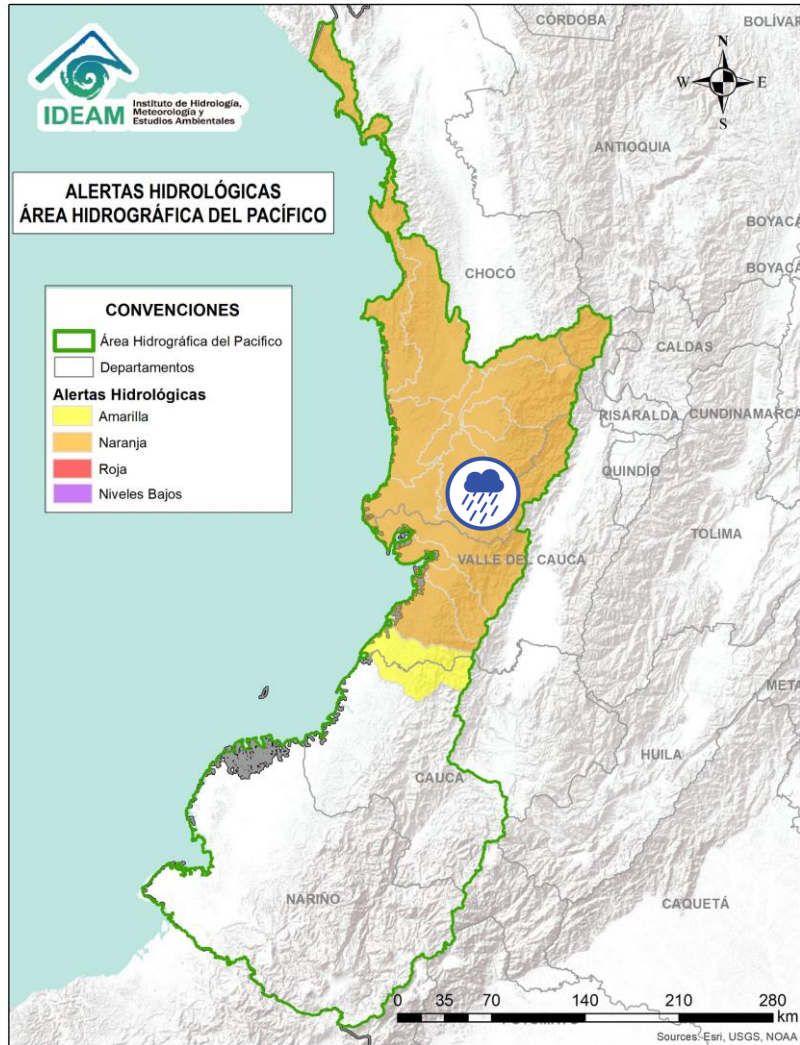 CÓRDOBA
BOLÍVAR
N
W E
S
IDEAM
Instituto de Hidrología,
Meteorología y
Estudios Ambientales
ANTIOQUIA
ALERTAS HIDROLÓGICAS
ÁREA HIDROGRÁFICA DEL PACÍFICO
BOYACÁ
BOYACÁ
CHOCÓ
CONVENCIONES
Área Hidrográfica del Pacifico
Departamentos
Alertas Hidrológicas
Amarilla
Naranja
Roja
Niveles Bajos
CALDAS
RISARALDA
CUNDINAMARCA
QUINDÍO
TOLIMA
VALLE DEL CAUCA
META
HUILA
CAUCA
NARIÑO
CAQUETÁ
0 35 70 140 210 280
km
Sources: Esri, USGS, NOAA